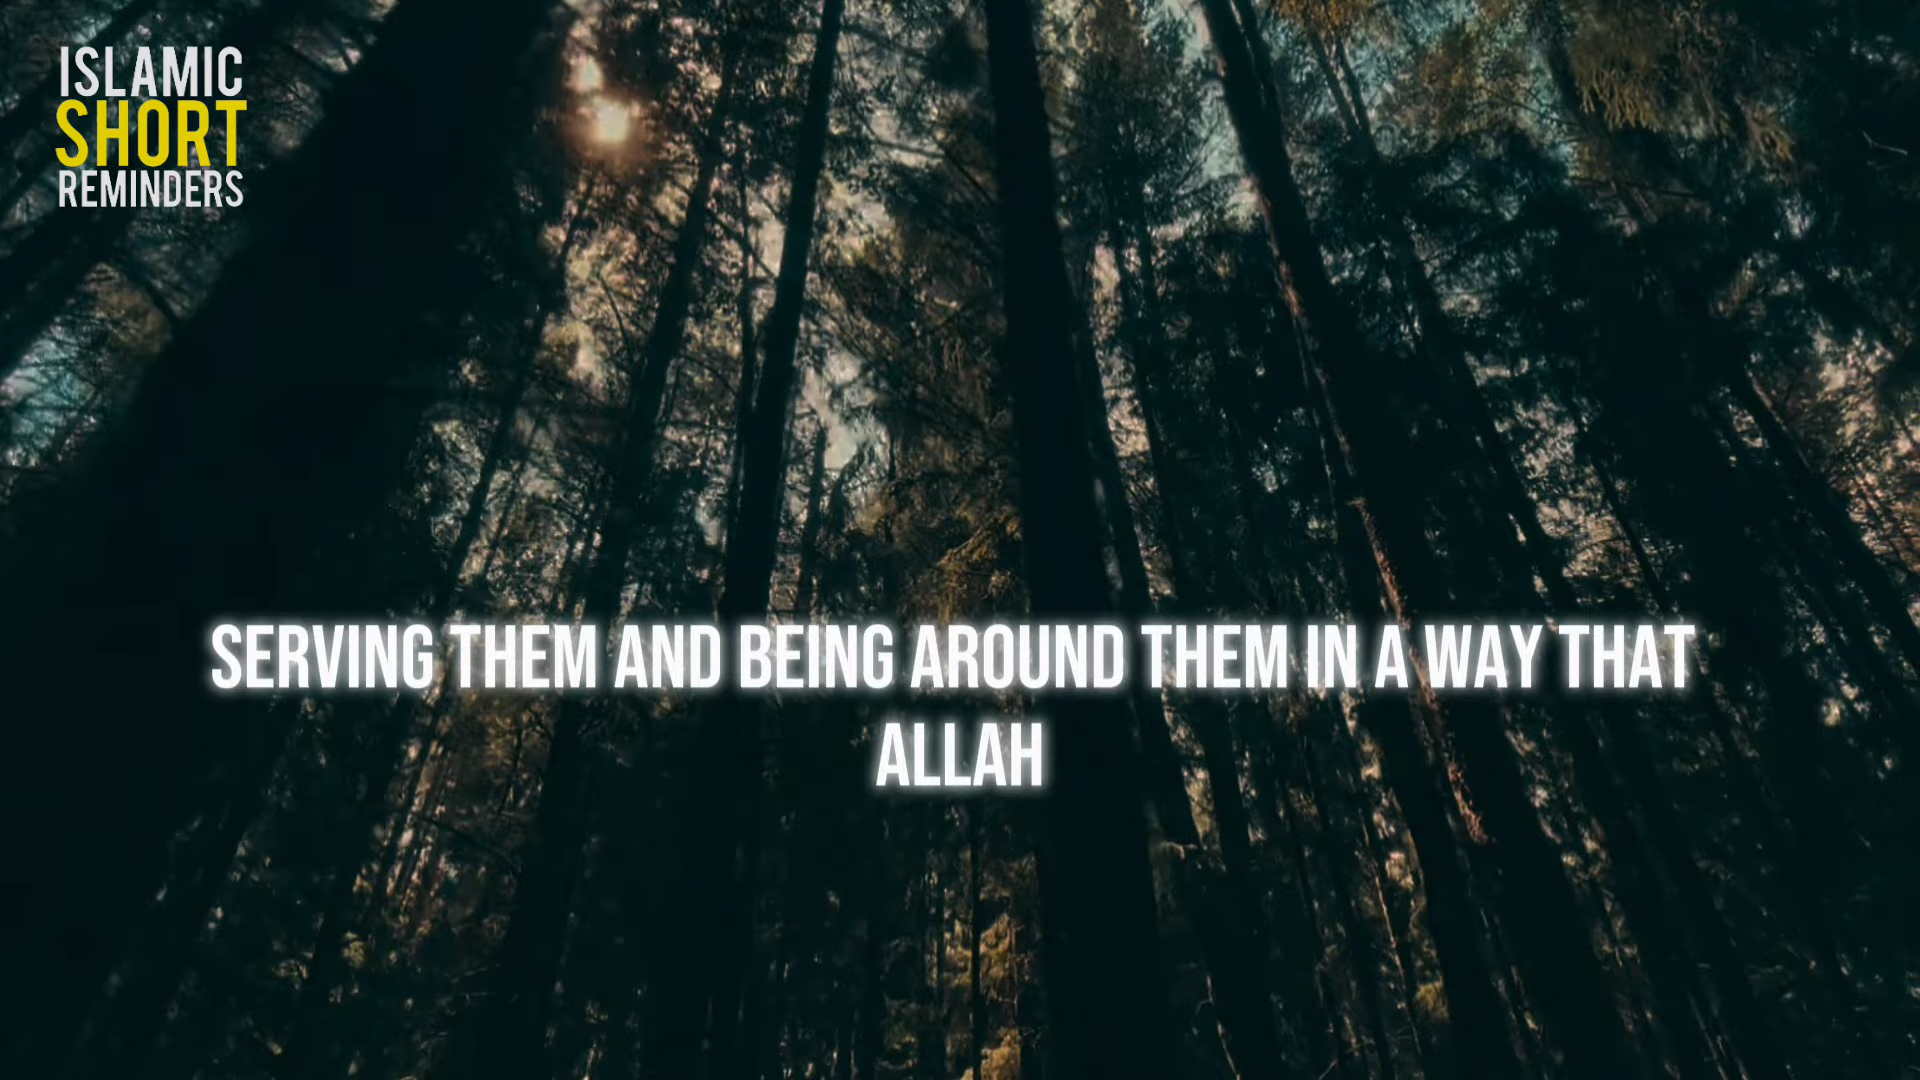 ISLAMIC
SHORT
REMINDERS
SERVING THEM AND BEING AROUND THEM IN A WAY THAT
ALLAH